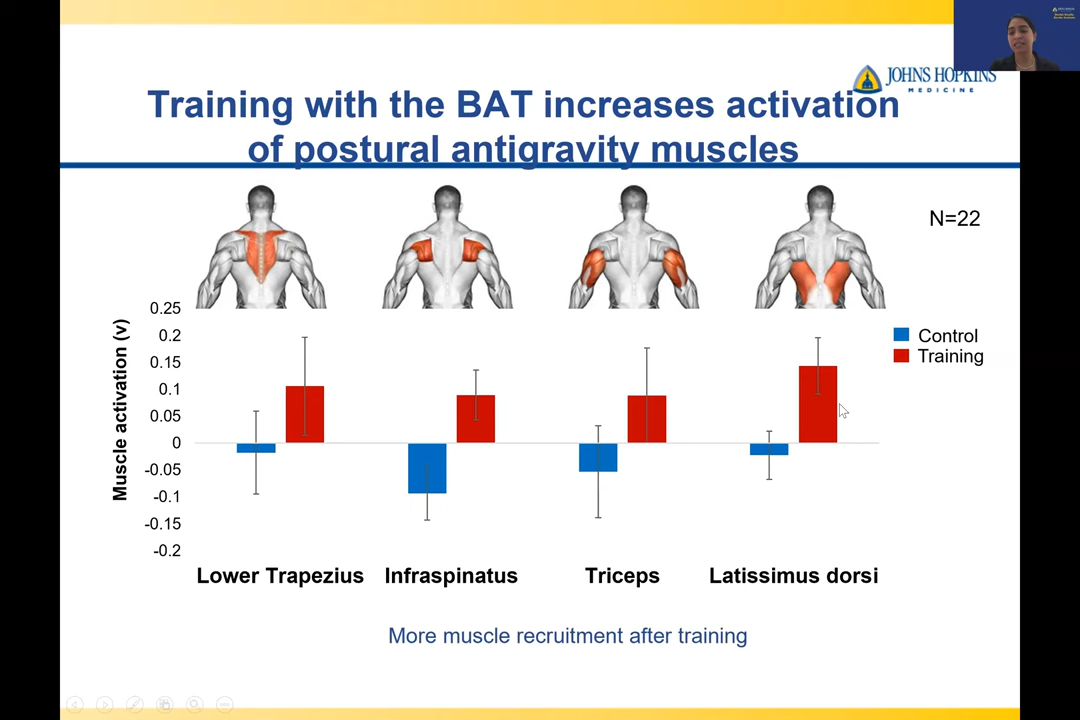 JOHNS HOPKINS
MEDICINE
Training with the BAT increases activation
of postural antigravity muscles
N=22
Muscle activation (v)
0.25
0.2
0.15
0.1
0.05
0
-0.05
-0.1
-0.15
-0.2
Control
Training
Lower Trapezius
Infraspinatus
Triceps
Latissimus dorsi
More muscle recruitment after training